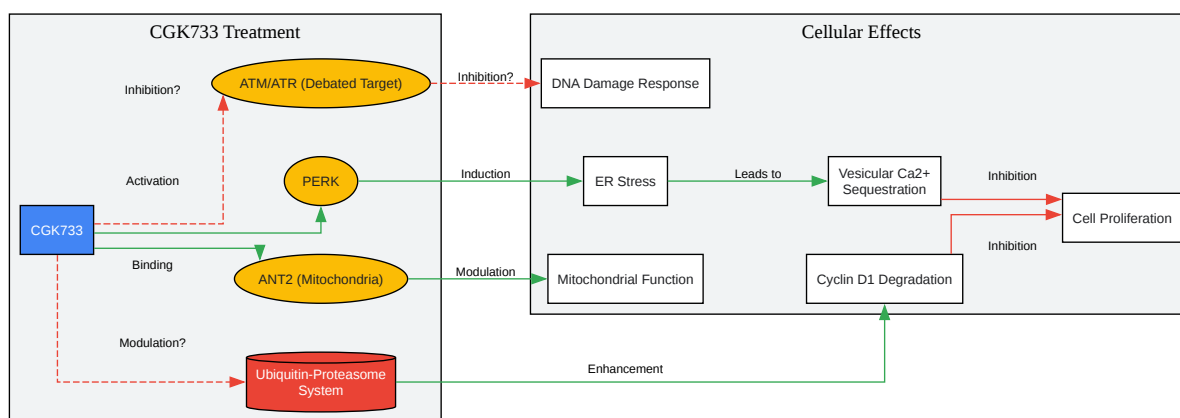 CGK733 Treatment
Cellular Effects
Inhibition?
ATM/ATR (Debated Target)
Inhibition?
DNA Damage Response
Activation
PERK
Induction
ER Stress
Leads to
Vesicular Ca2+
Sequestration
Inhibition
Cell Proliferation
CGK733
Binding
ANT2 (Mitochondria)
Modulation
Mitochondrial Function
Cyclin D1 Degradation
Inhibition
Modulation?
Ubiquitin-Proteasome
System
Enhancement